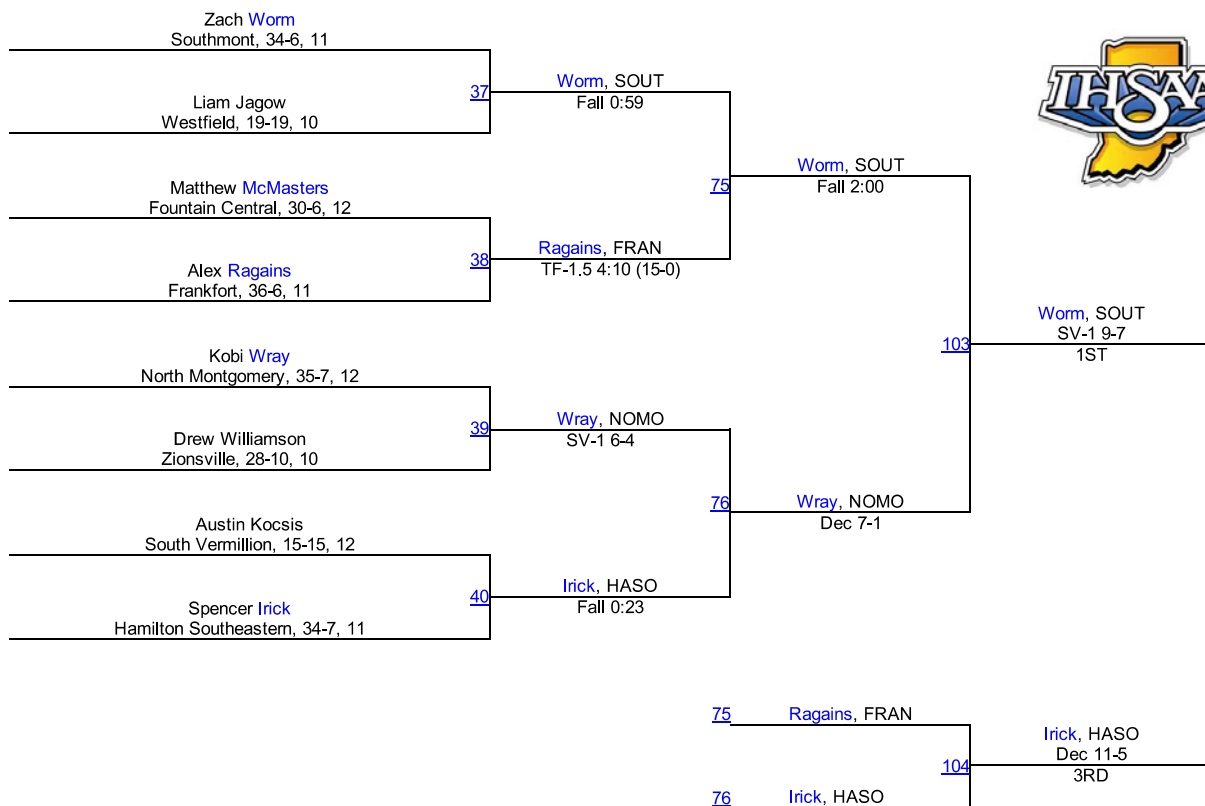 Zach Worm
Southmont, 34-6, 11
Liam Jagow
Westfield, 19-19, 10
37
Worm, SOUT
Fall 0:59
Matthew McMasters
Fountain Central, 30-6, 12
Alex Ragains
Frankfort, 36-6, 11
38
Ragains, FRAN
TF-1.5 4:10 (15-0)
75
Worm, SOUT
Fall 2:00
Kobi Wray
North Montgomery, 35-7, 12
Drew Williamson
Zionsville, 28-10, 10
39
Wray, NOMO
SV-1 6-4
Austin Kocsis
South Vermillion, 15-15, 12
Spencer Irick
Hamilton Southeastern, 34-7, 11
40
Irick, HASO
Fall 0:23
76
Wray, NOMO
Dec 7-1
103
Worm, SOUT
SV-1 9-7
1ST
IHSAA
75 Ragains, FRAN
76 Irick, HASO
104
Irick, HASO
Dec 11-5
3RD